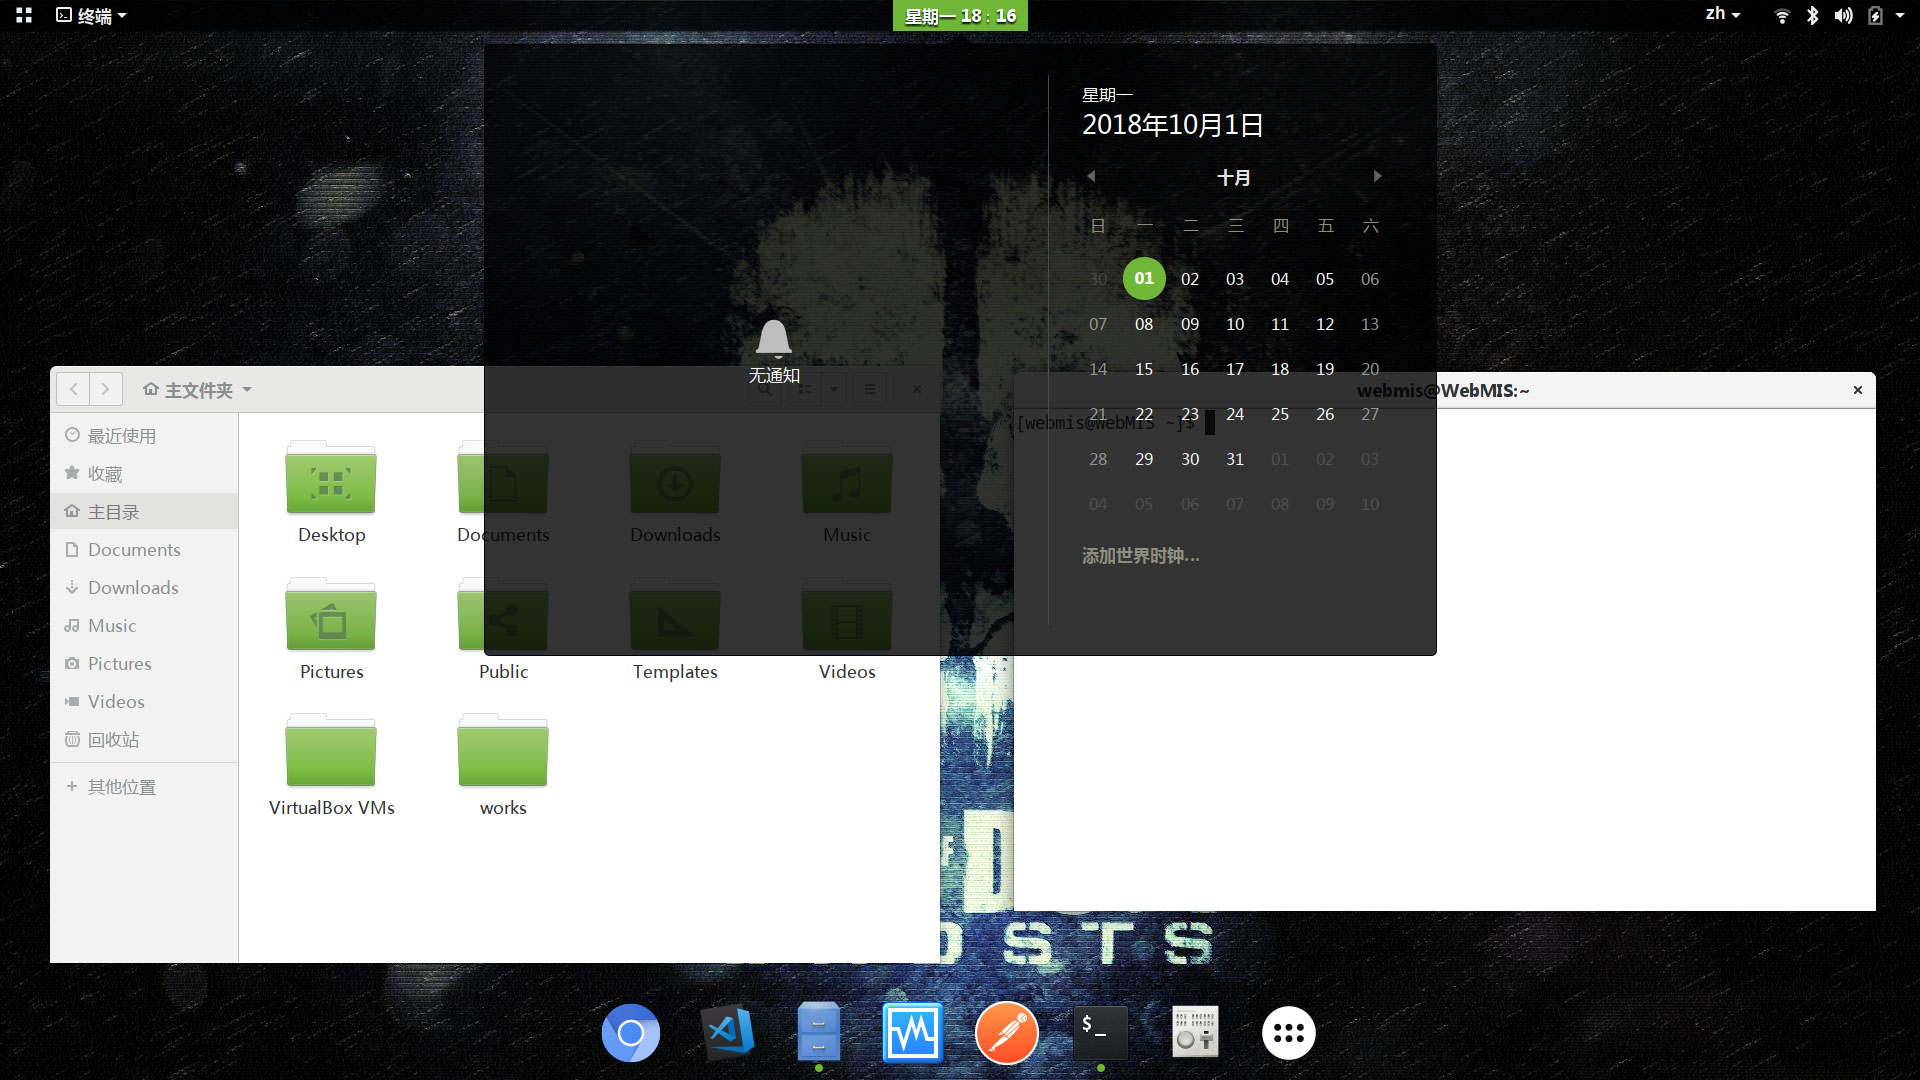 终端
星期一 18 : 16
zh
星期一
2018年10月1日
十月
日 一 二 三 四 五 六
30 01 02 03 04 05 06
07 08 09 10 11 12 13
14 15 16 17 18 19 20
21 22 23 24 25 26 27
28 29 30 31 01 02 03
04 05 06 07 08 09 10
添加世界时钟...
无通知
主文件夹
最近使用
收藏
主目录
Documents
Downloads
Music
Pictures
Videos
回收站
其他位置
Desktop Documents Downloads Music
Pictures Public Templates Videos
VirtualBox VMs works
webmis@WebMIS:~
[webmis@WebMIS ~]$
D
OSTS
$_